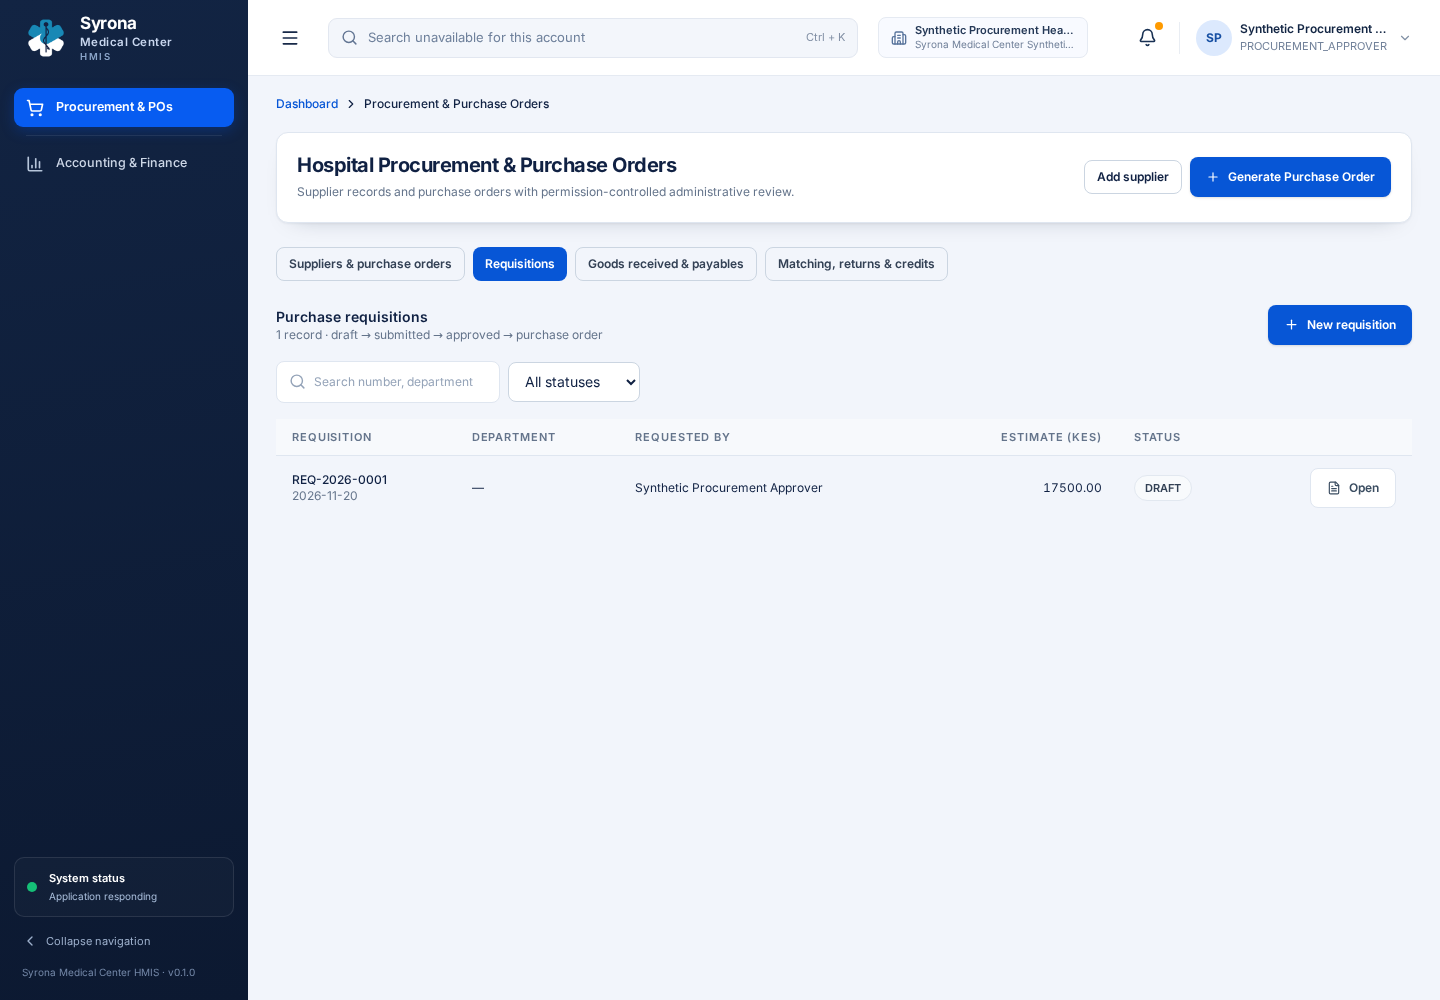 Syrona
Medical Center
HMIS
Procurement & POs
Accounting & Finance
System status
Application responding
Collapse navigation
Syrona Medical Center HMIS · v0.1.0
Search unavailable for this account
Ctrl + K
Synthetic Procurement Hea...
Syrona Medical Center Syntheti...
SP
Synthetic Procurement ...
PROCUREMENT_APPROVER
Dashboard > Procurement & Purchase Orders
Hospital Procurement & Purchase Orders
Supplier records and purchase orders with permission-controlled administrative review.
Add supplier
Generate Purchase Order
Suppliers & purchase orders
Requisitions
Goods received & payables
Matching, returns & credits
Purchase requisitions
1 record · draft → submitted → approved → purchase order
New requisition
Search number, department
All statuses
REQUISITION DEPARTMENT REQUESTED BY ESTIMATE (KES) STATUS
REQ-2026-0001
2026-11-20
— Synthetic Procurement Approver 17500.00 DRAFT Open